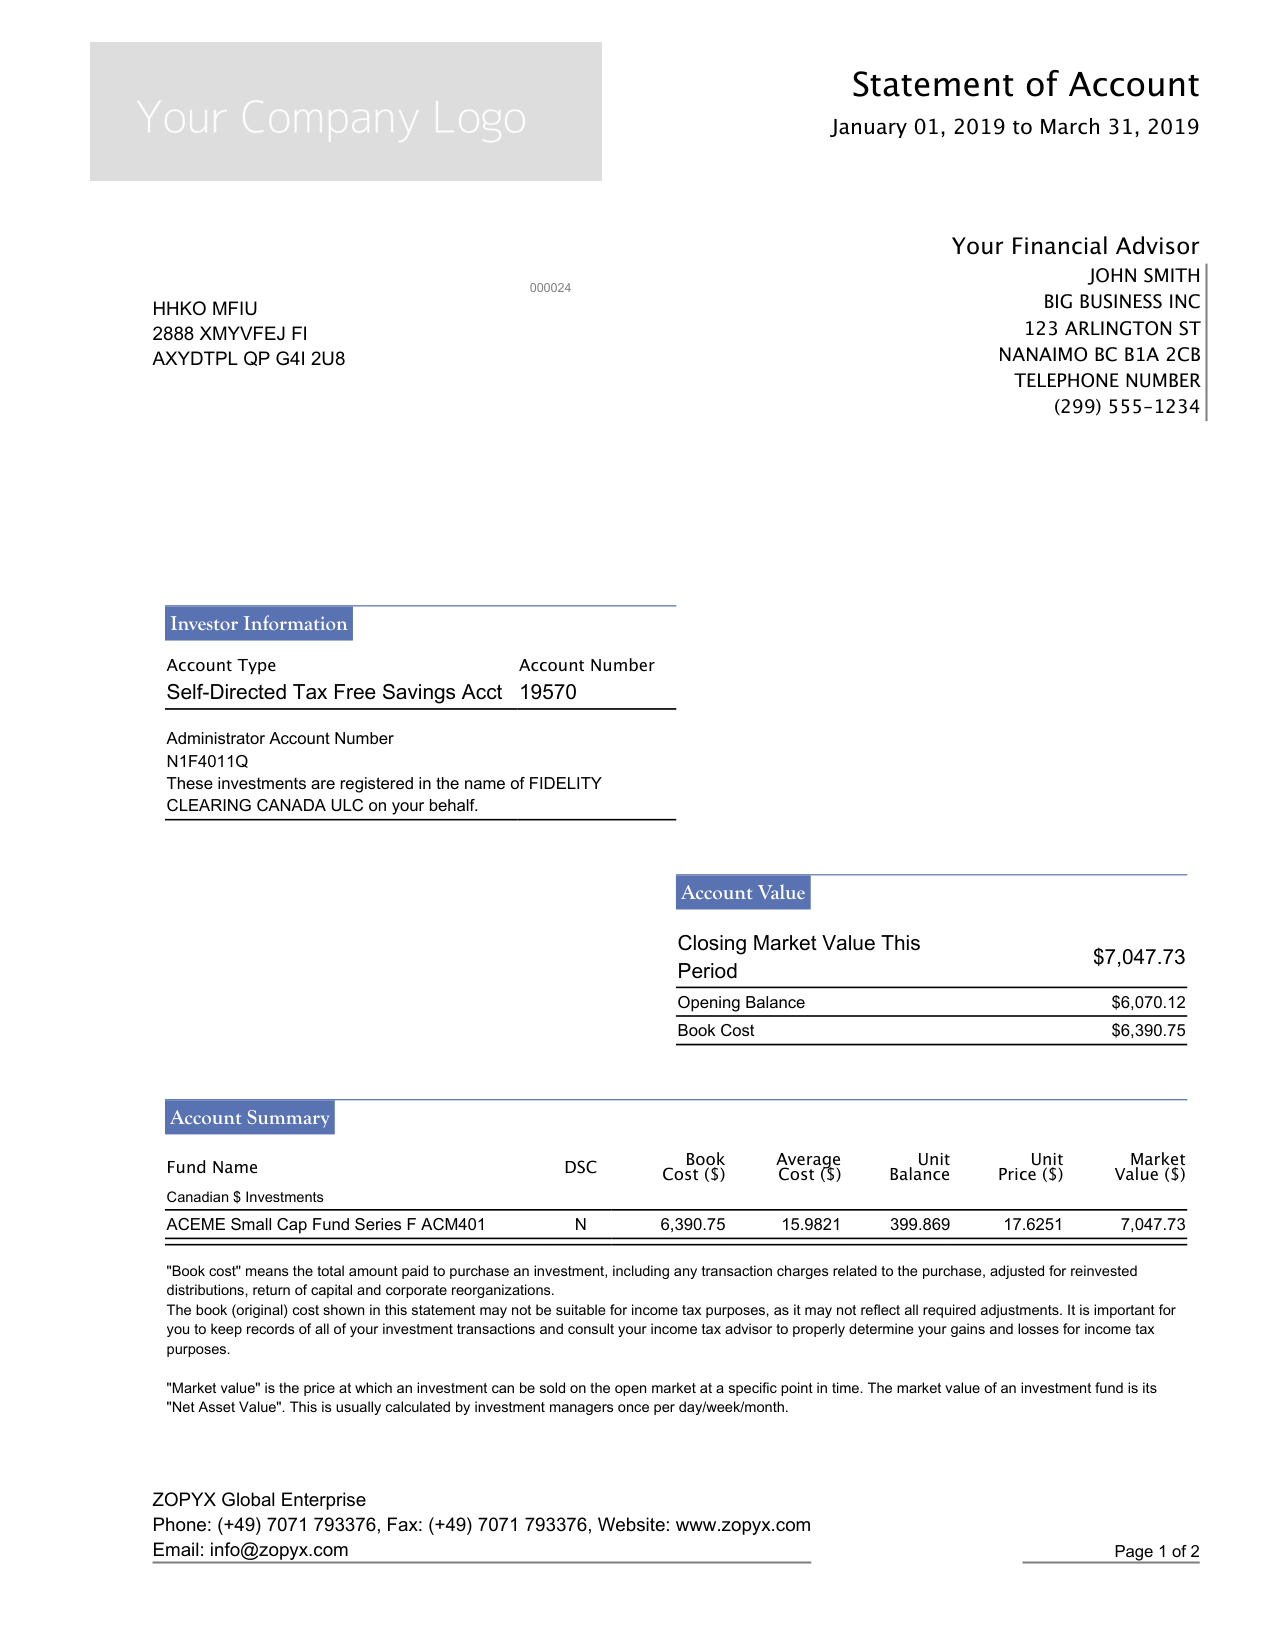 Your Company Logo
Statement of Account
January 01, 2019 to March 31, 2019
Your Financial Advisor
JOHN SMITH
BIG BUSINESS INC
123 ARLINGTON ST
NANAIMO BC B1A 2CB
TELEPHONE NUMBER
(299) 555-1234
000024
HHKO MFIU
2888 XMYVFEJ FI
AXYDTPL QP G4I 2U8
Investor Information
Account Type Account Number
Self-Directed Tax Free Savings Acct 19570
Administrator Account Number
N1F4011Q
These investments are registered in the name of FIDELITY
CLEARING CANADA ULC on your behalf.
Account Value
Closing Market Value This
Period $7,047.73
Opening Balance $6,070.12
Book Cost $6,390.75
Account Summary
Fund Name DSC Book Cost ($) Average Cost ($) Unit Balance Unit Price ($) Market Value ($)
Canadian $ Investments
ACEME Small Cap Fund Series F ACM401 N 6,390.75 15.9821 399.869 17.6251 7,047.73
"Book cost" means the total amount paid to purchase an investment, including any transaction charges related to the purchase, adjusted for reinvested
distributions, return of capital and corporate reorganizations.
The book (original) cost shown in this statement may not be suitable for income tax purposes, as it may not reflect all required adjustments. It is important for
you to keep records of all of your investment transactions and consult your income tax advisor to properly determine your gains and losses for income tax
purposes.
"Market value" is the price at which an investment can be sold on the open market at a specific point in time. The market value of an investment fund is its
"Net Asset Value". This is usually calculated by investment managers once per day/week/month.
ZOPYX Global Enterprise
Phone: (+49) 7071 793376, Fax: (+49) 7071 793376, Website: www.zopyx.com
Email: info@zopyx.com
Page 1 of 2